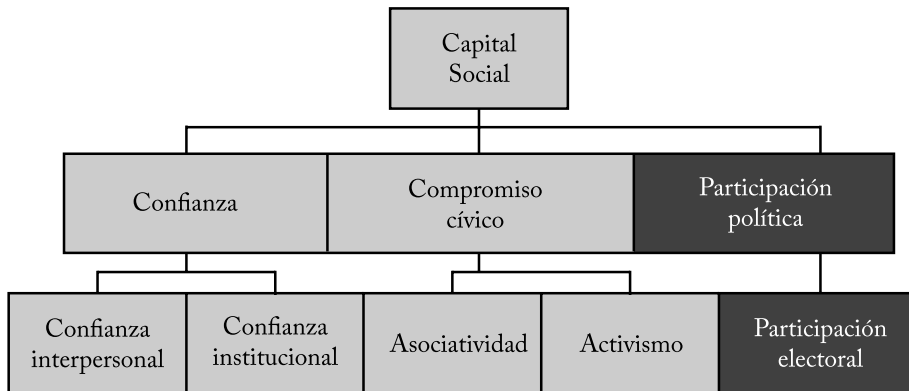 Capital
Social
Confianza
Compromiso
cívico
Participación
política
Confianza
interpersonal
Confianza
institucional
Asociatividad
Activismo
Participación
electoral